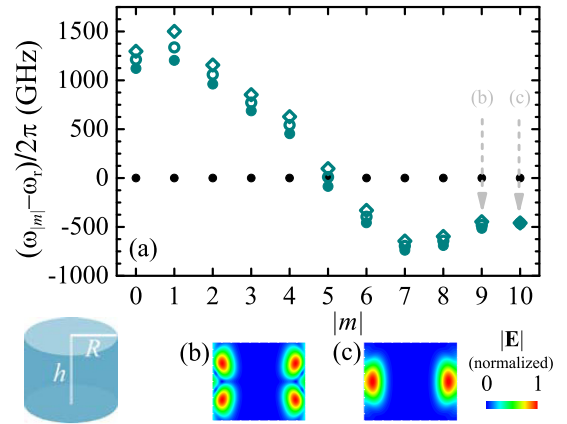 1500
1000
500
0
-500
-1000
(ω|m|−ωr)/2π (GHz)
(b)
(c)
(a)
0 1 2 3 4 5 6 7 8 9 10
|m|
R
h
(b)
(c)
|E|
(normalized)
0 1